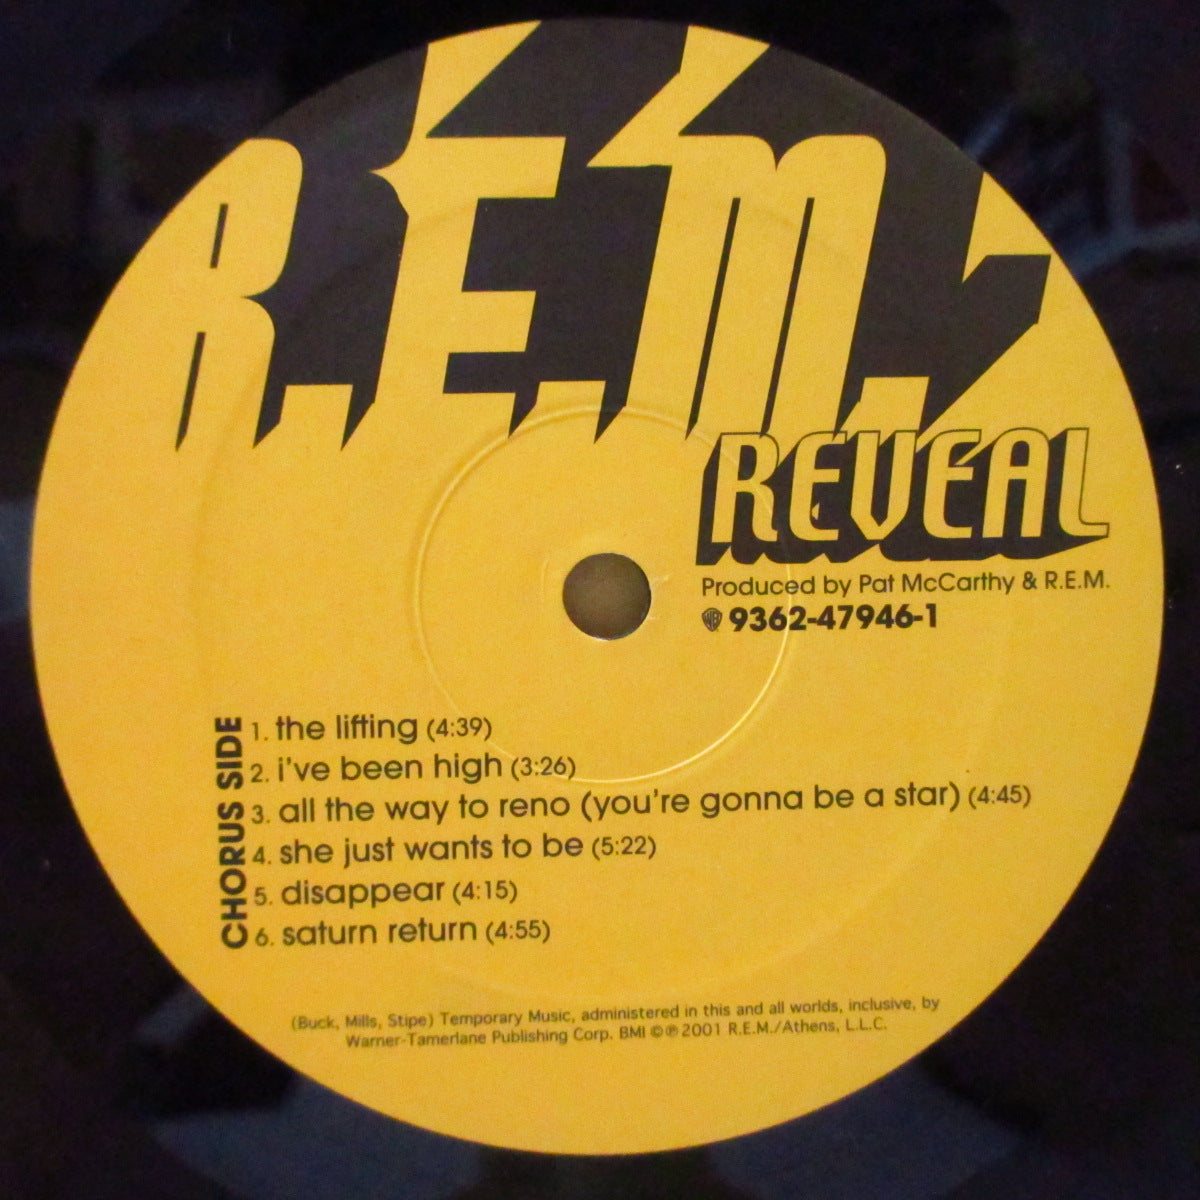 R.E.M.
REVEAL
Produced by Pat McCarthy & R.E.M.
WB 9362-47946-1
CHORUS SIDE
1. the lifting (4:39)
2. i've been high (3:26)
3. all the way to reno (you're gonna be a star) (4:45)
4. she just wants to be (5:22)
5. disappear (4:15)
6. saturn return (4:55)
(Buck, Mills, Stipe) Temporary Music, administered in this and all worlds, inclusive, by
Warner-Tamerlane Publishing Corp. BMI ©℗2001 R.E.M./Athens, L.L.C.